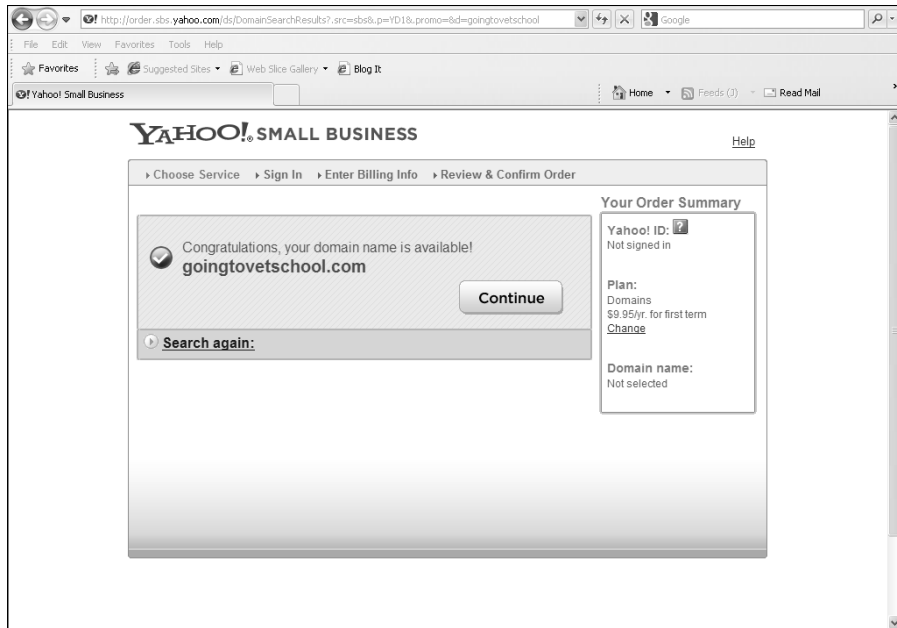 http://order.sbs.yahoo.com/ds/DomainSearchResults?.src=sbs&.p=YD1&.promo=&d=goingtovetschool
Google
File Edit View Favorites Tools Help
Favorites Suggested Sites Web Slice Gallery Blog It
Yahoo! Small Business Home Feeds (J) Read Mail
YAHOO! SMALL BUSINESS
Help
Choose Service Sign In Enter Billing Info Review & Confirm Order
Your Order Summary
Yahoo! ID: ?
Not signed in
Congratulations, your domain name is available!
goingtovetschool.com
Continue
Search again:
Plan:
Domains
$9.95/yr. for first term
Change
Domain name:
Not selected